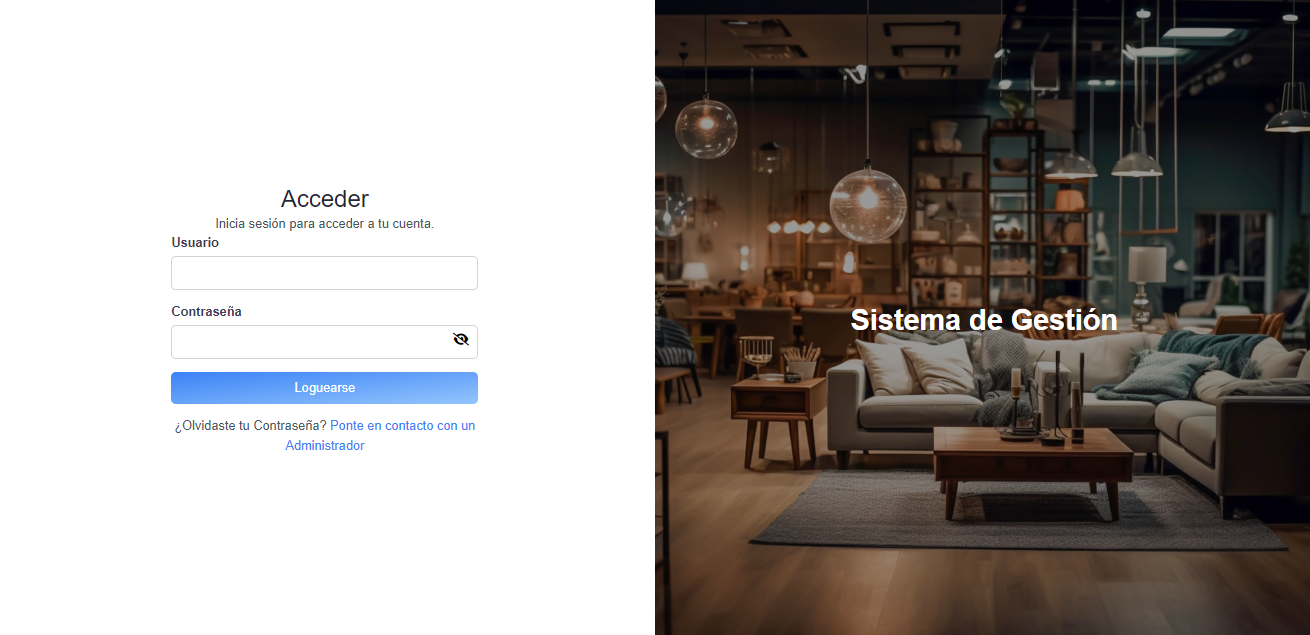 Acceder
Inicia sesión para acceder a tu cuenta.
Usuario
Contraseña
Loguearse
¿Olvidaste tu Contraseña? Ponte en contacto con un
Administrador
Sistema de Gestión